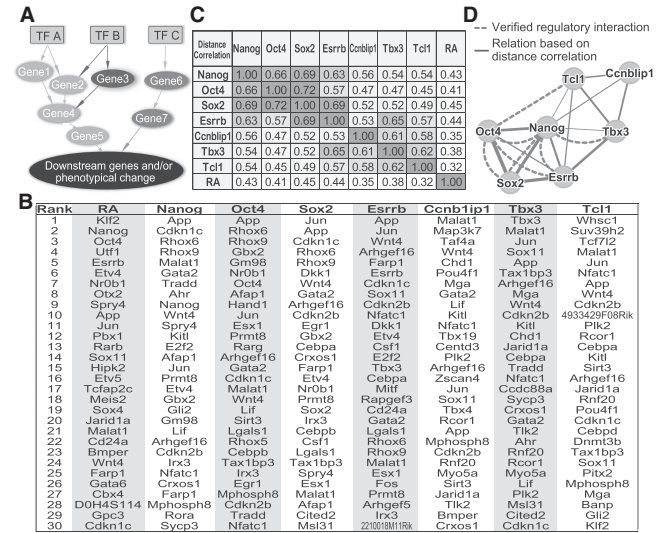 A
TF A
TF B
TF C
Gene1
Gene2
Gene3
Gene6
Gene4
Gene7
Gene5
Downstream genes and/or
phenotypical change
C
Distance Correlation Nanog Oct4 Sox2 Esrrb Ccnblip1 Tbx3 Tcl1 RA
Nanog 1.00 0.66 0.69 0.63 0.56 0.54 0.54 0.43
Oct4 0.66 1.00 0.72 0.57 0.47 0.47 0.45 0.41
Sox2 0.69 0.72 1.00 0.69 0.52 0.52 0.49 0.45
Esrrb 0.63 0.57 0.69 1.00 0.53 0.65 0.57 0.44
Ccnblip1 0.56 0.47 0.52 0.53 1.00 0.61 0.58 0.35
Tbx3 0.54 0.47 0.52 0.65 0.61 1.00 0.62 0.38
Tcl1 0.54 0.45 0.49 0.57 0.58 0.62 1.00 0.32
RA 0.43 0.41 0.45 0.44 0.35 0.38 0.32 1.00
D
Verified regulatory interaction
Relation based on
distance correlation
Tcl1
Ccnblip1
Oct4
Nanog
Tbx3
Sox2
Esrrb
B
Rank RA Nanog Oct4 Sox2 Esrrb Ccnb1ip1 Tbx3 Tcl1
1 Klf2 App App Jun App Malat1 Tbx3 Whsc1
2 Nanog Cdkn1c Rhox6 App Jun Map3k7 Malat1 Suv39h2
3 Oct4 Rhox6 Rhox9 Cdkn1c Wnt4 Taf4a Jun Tcf7l2
4 Utf1 Rhox9 Gbx2 Rhox6 Arhgef16 Wnt4 Sox11 Malat1
5 Esrrb Malat1 Gm98 Rhox9 Farp1 Chd1 App Jun
6 Etv4 Gata2 Nr0b1 Dkk1 Esrrb Pou4f1 Tax1bp3 Nfatc1
7 Nr0b1 Tradd Oct4 Wnt4 Cdkn1c Mga Arhgef16 App
8 Otx2 Ahr Afap1 Gata2 Sox11 Gata2 Mga Wnt4
9 Spry4 Nanog Hand1 Arhgef16 Cdkn2b Lif Wnt4 Cdkn2b
10 App Wnt4 Jun Cdkn2b Nfatc1 Kitl Cdkn2b 4933429F08Rik
11 Jun Spry4 Esx1 Egr1 Dkk1 Nfatc1 Kitl Plk2
12 Pbx1 Kitl Prmt8 Gbx2 Etv4 Tbx19 Chd1 Rcor1
13 Rarb E2f2 Rarg Cebpa Csf1 Centd3 Jarid1a Cebpa
14 Sox11 Afap1 Arhgef16 Crxos1 E2f2 Plk2 Cebpa Kitl
15 Hipk2 Jun Gata2 Farp1 Tbx3 Arhgef16 Tradd Sirt3
16 Etv5 Prmt8 Cdkn1c Etv4 Cebpa Zscan4 Nfatc1 Arhgef16
17 Tcfap2c Etv4 Malat1 Nr0b1 Mitf Jun Ccdc88a Jarid1a
18 Meis2 Gbx2 Wnt4 Prmt8 Rapgef3 Sox11 Sycp3 Rnf20
19 Sox4 Gli2 Lif Sox2 Cd24a Tbx4 Crxos1 Pou4f1
20 Jarid1a Gm98 Sirt3 Irx3 Gata2 Rcor1 Gata2 Cdkn1c
21 Malat1 Lif Lgals1 Cebpb Lgals1 App Tlk2 Cebpd
22 Cd24a Arhgef16 Rhox5 Csf1 Rhox6 Mphosph8 Ahr Dnmt3b
23 Bmper Cdkn2b Cebpb Lgals1 Rhox9 Cdkn2b Rnf20 Tax1bp3
24 Wnt4 Irx3 Tax1bp3 Tax1bp3 Malat1 Rnf20 Rcor1 Sox11
25 Farp1 Nfatc1 Irx3 Spry4 Esx1 Myo5a Myo5a Pitx2
26 Gata6 Crxos1 Egr1 Esx1 Fos Sirt3 Lif Mphosph8
27 Cbx4 Farp1 Mphosph8 Malat1 Prmt8 Jarid1a Plk2 Mga
28 D0H4S114 Mphosph8 Cdkn2b Afap1 Arhgef5 Tlk2 Msl31 Banp
29 Gpc3 Rora Tradd Cited2 Irx3 Bmper Cited2 Gli2
30 Cdkn1c Sycp3 Nfatc1 Msl31 2210018M11Rik Crxos1 Cdkn1c Klf2